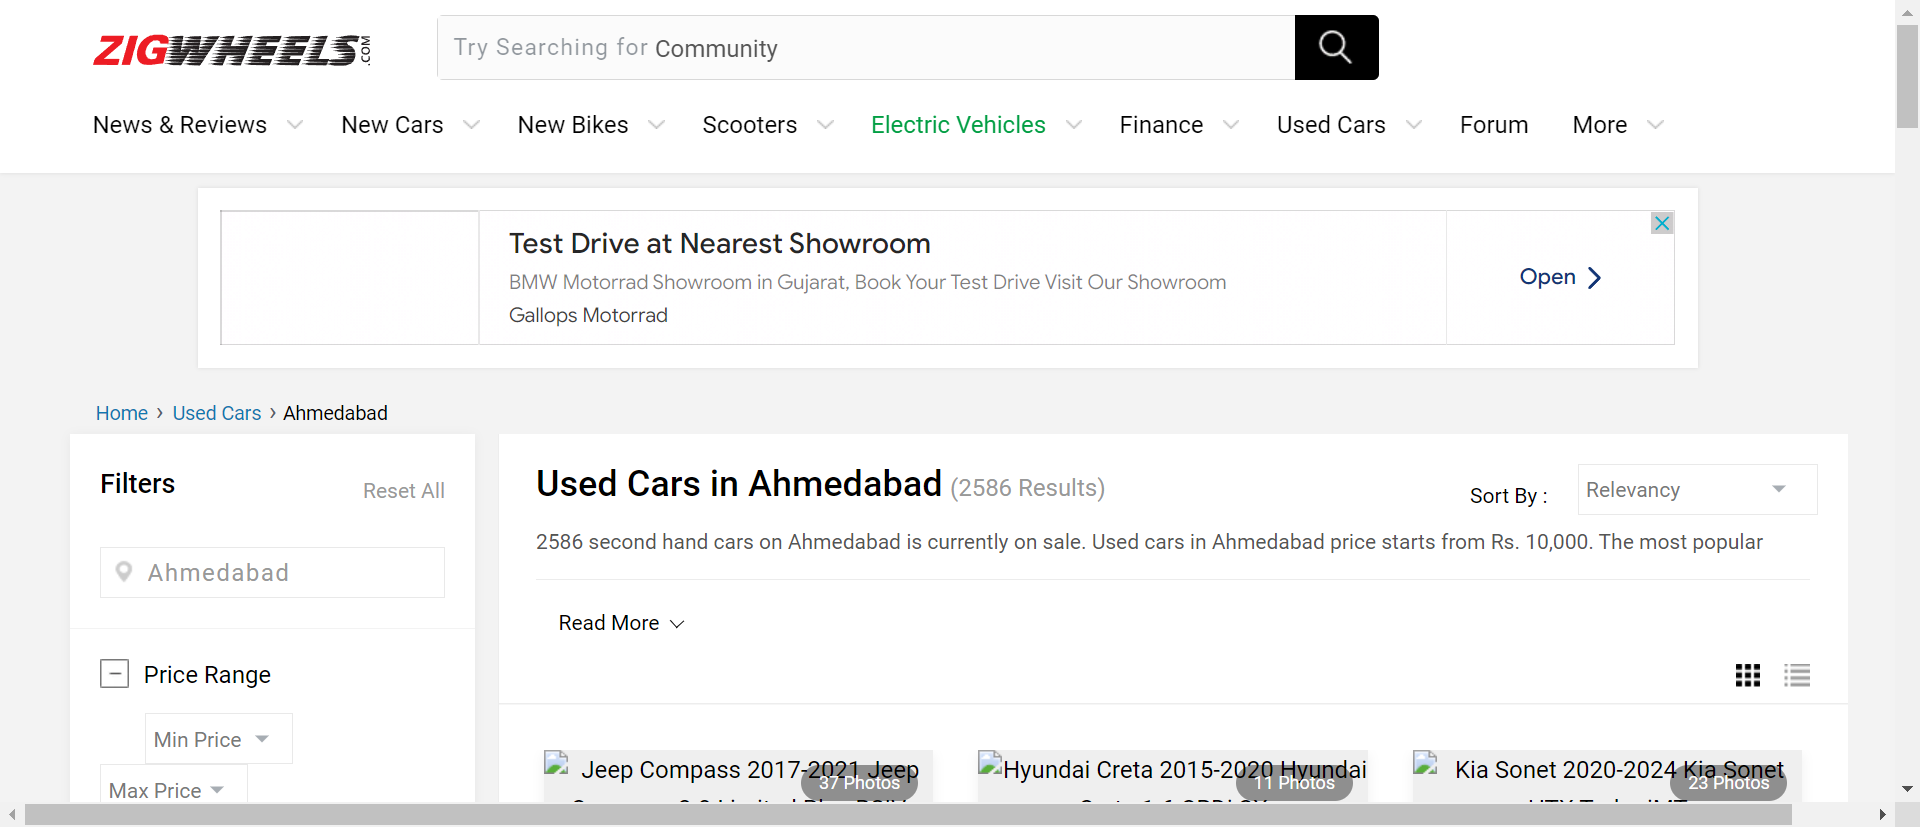 ZIGWHEELS.COM
Try Searching for Community
News & Reviews New Cars New Bikes Scooters Electric Vehicles Finance Used Cars Forum More
Test Drive at Nearest Showroom
BMW Motorrad Showroom in Gujarat, Book Your Test Drive Visit Our Showroom
Gallops Motorrad
Open
Home › Used Cars › Ahmedabad
Filters
Reset All
Ahmedabad
Price Range
Min Price
Max Price
Used Cars in Ahmedabad (2586 Results)
Sort By :
Relevancy
2586 second hand cars on Ahmedabad is currently on sale. Used cars in Ahmedabad price starts from Rs. 10,000. The most popular
Read More
Jeep Compass 2017-2021 Jeep
37 Photos
Hyundai Creta 2015-2020 Hyundai
11 Photos
Kia Sonet 2020-2024 Kia Sonet
23 Photos